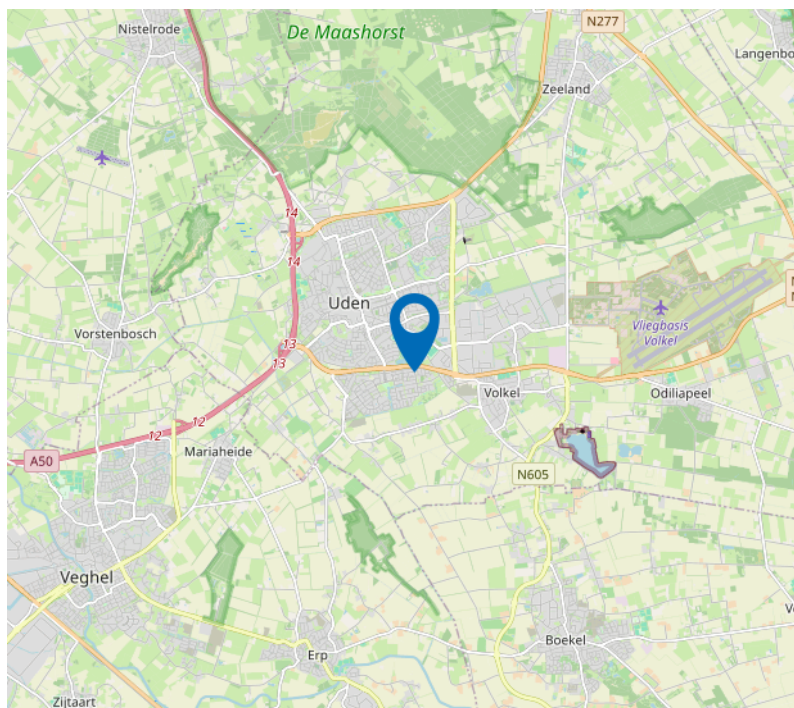 Nistelrode
De Maashorst
N277
Langenbo
Zeeland
14
14
Uden
Vliegbasis
Volkel
N
N
Vorstenbosch
13
13
Volkel
Odiliapeel
12
12
Mariaheide
A50
N605
Veghel
Boekel
Ve
Erp
Zijtaart